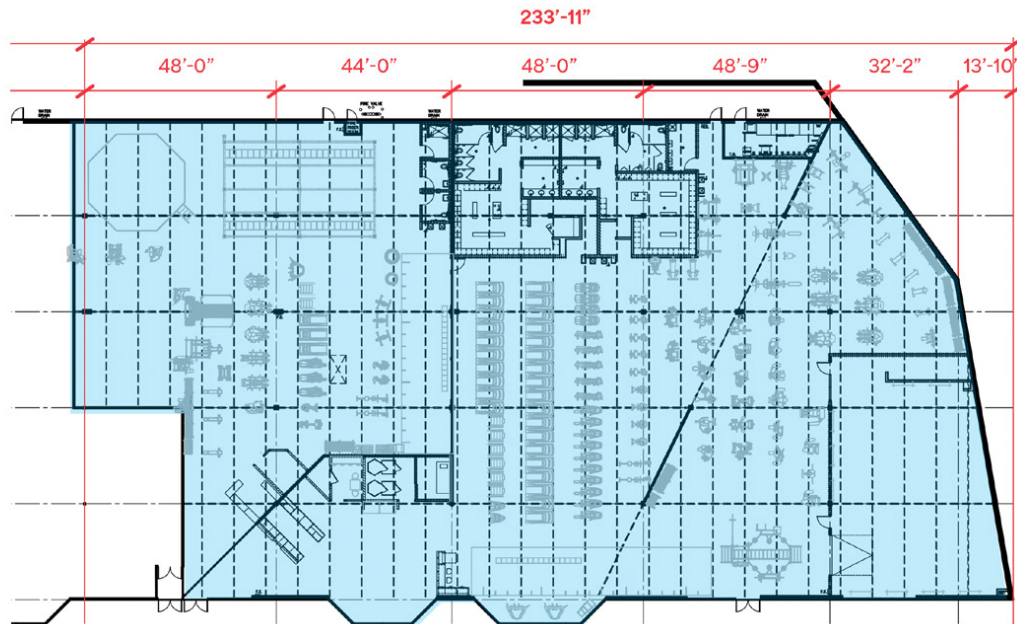 233'-11"
48'-0"
44'-0"
48'-0"
48'-9"
32'-2"
13'-10"
WATER
DRAIN
FIRE VALVE
WATER
DRAIN
WATER
DRAIN
X